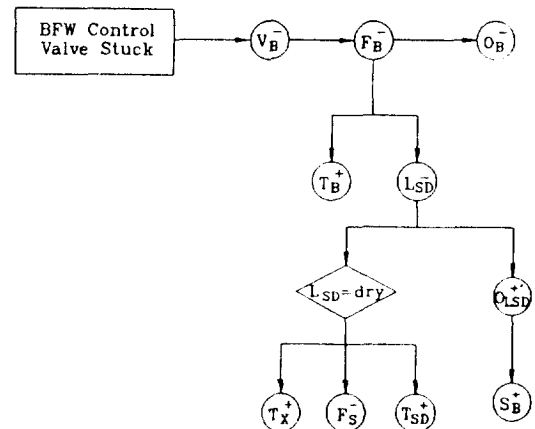 BFW Control
Valve Stuck
V_B^- F_B^- O_B^-
T_B^+ L_SD^-
L_SD = dry O_LSD^+'
T_X^+ F_S^- T_SD^+ S_B^+